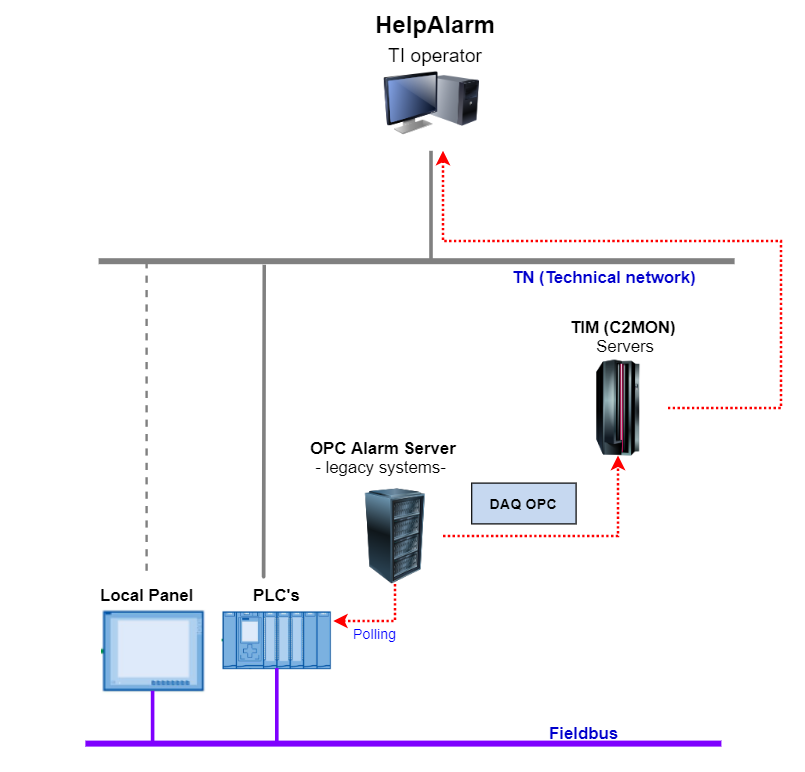 HelpAlarm
TI operator
TN (Technical network)
TIM (C2MON)
Servers
OPC Alarm Server
- legacy systems-
DAQ OPC
Local Panel
PLC's
Polling
Fieldbus